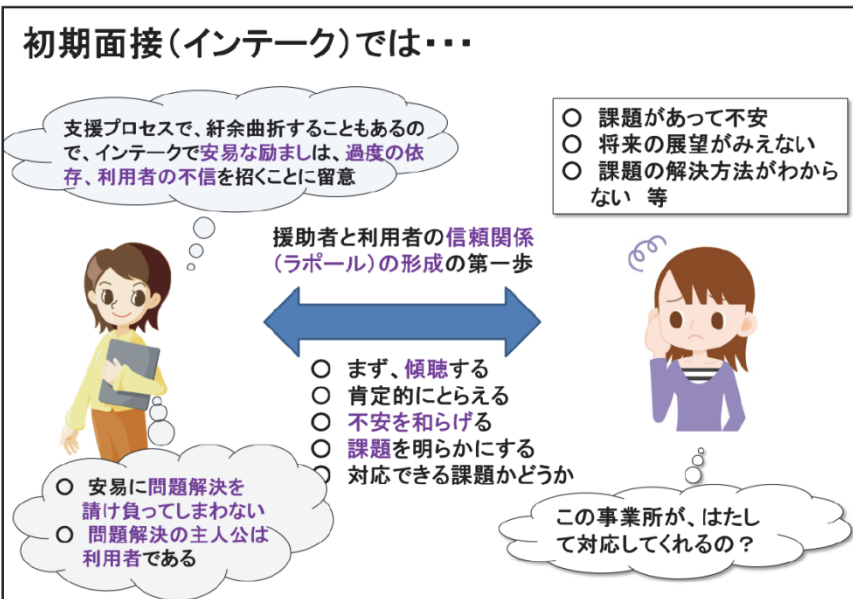 初期面接（インテーク）では・・・
支援プロセスで、紆余曲折することもあるの
で、インテークで安易な励ましは、過度の依
存、利用者の不信を招くことに留意
○ 課題があって不安
○ 将来の展望がみえない
○ 課題の解決方法がわから
ない 等
援助者と利用者の信頼関係
（ラポール）の形成の第一歩
○ まず、傾聴する
○ 肯定的にとらえる
○ 不安を和らげる
○ 課題を明らかにする
○ 対応できる課題かどうか
○ 安易に問題解決を
請け負ってしまわない
○ 問題解決の主人公は
利用者である
この事業所が、はたし
て対応してくれるの？